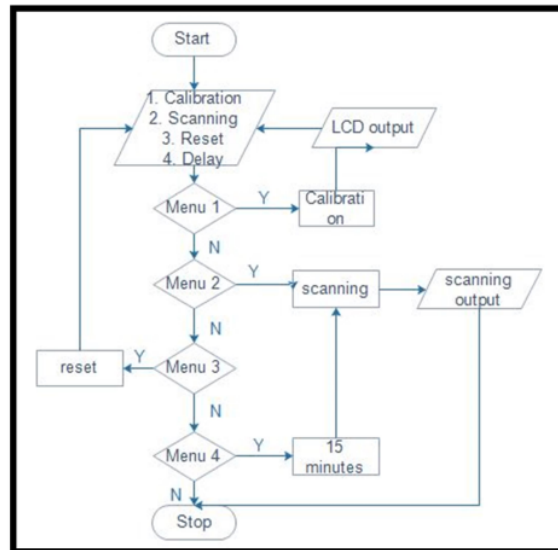 Start
1. Calibration
2. Scanning
3. Reset
4. Delay
LCD output
Menu 1
Y
Calibrati
on
N
Menu 2
Y
scanning
scanning
output
N
reset
Y
Menu 3
N
Menu 4
Y
15
minutes
N
Stop